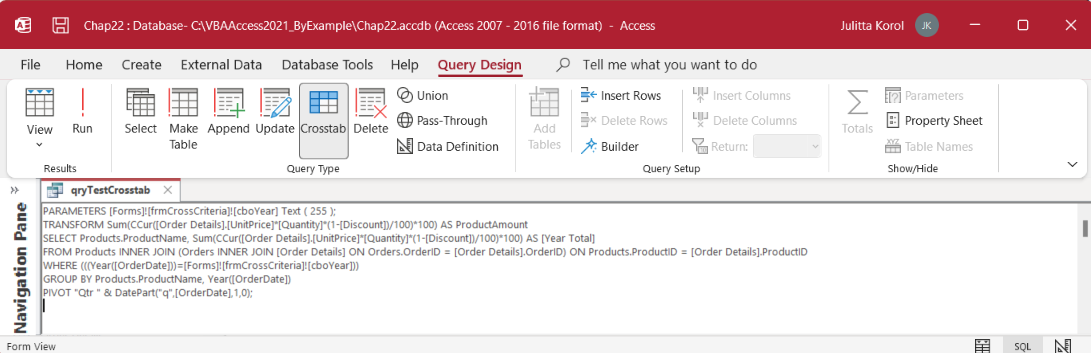 Chap22 : Database- C:\VBAAccess2021_ByExample\Chap22.accdb (Access 2007 - 2016 file format) - Access
Julitta Korol
JK
File Home Create External Data Database Tools Help Query Design Tell me what you want to do
View
Run
Results
Select
Make
Table
Append
Update
Crosstab
Delete
Union
Pass-Through
Data Definition
Query Type
Add
Tables
Insert Rows
Delete Rows
Builder
Insert Columns
Delete Columns
Return:
Query Setup
Totals
Parameters
Property Sheet
Table Names
Show/Hide
Navigation Pane
qryTestCrosstab
PARAMETERS [Forms]![frmCrossCriteria]![cboYear] Text ( 255 );
TRANSFORM Sum(CCur([Order Details].[UnitPrice]*[Quantity]*(1-[Discount])/100)*100) AS ProductAmount
SELECT Products.ProductName, Sum(CCur([Order Details].[UnitPrice]*[Quantity]*(1-[Discount])/100)*100) AS [Year Total]
FROM Products INNER JOIN (Orders INNER JOIN [Order Details] ON Orders.OrderID = [Order Details].OrderID) ON Products.ProductID = [Order Details].ProductID
WHERE (((Year([OrderDate]))=[Forms]![frmCrossCriteria]![cboYear]))
GROUP BY Products.ProductName, Year([OrderDate])
PIVOT "Qtr " & DatePart("q",[OrderDate],1,0);
Form View
SQL